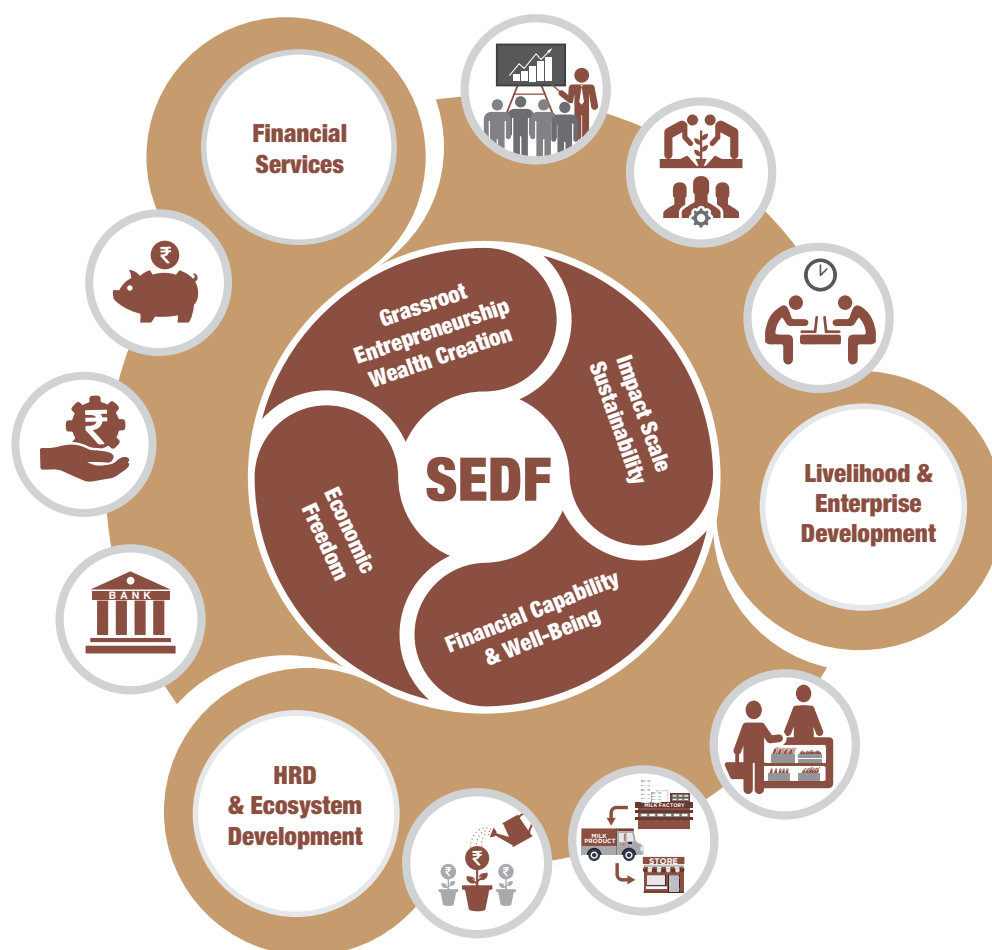 Financial
Services
₹
₹
BANK
Grassroot
Entrepreneurship
Wealth Creation
Impact Scale
Sustainability
SEDF
Economic
Freedom
Financial Capability
& Well-Being
Livelihood &
Enterprise
Development
HRD
& Ecosystem
Development
₹
₹
₹
MILK FACTORY
MILK
PRODUCT
STORE